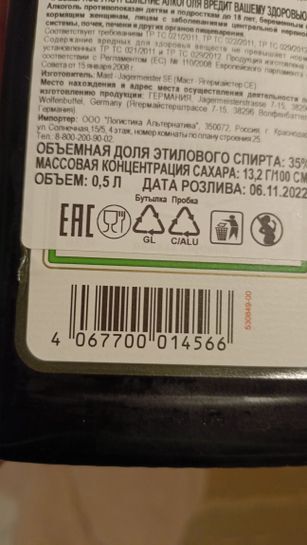 АЛКОГОЛЯ ВРЕДИТ ВАШЕМУ ЗДОРОВЬЮ
Алкоголь противопоказан детям и подросткам до 18 лет,
кормящим женщинам, лицам с заболеваниями центральной нервной
системы, почек, печени и других органов пищеварения.
Соответствует требованиям ТР ТС 021/2011, ТР ТС 022/2011, ТР ТС
Содержание вредных для здоровья веществ не превышает норм,
установленных ТР ТС 021/2011 и ТР ТС 029/2012. Продукция изготовлена
соответствии с Регламентом (ЕС) № 110/2008 Европейского парламента
Совета от 15 января 2008 г.
Изготовитель: Mast - Jagermeister SE (Маст - Ягермайстер СЕ)
Место нахождения и адрес места осуществления деятельности
изготовлению продукции: ГЕРМАНИЯ, Jagermeisterstrasse 7-15, 38296
Wolfenbuttel, Germany (Ягермайстерштрассе 7-15, 38296
Германия)
Импортер: ООО "Логистика Альтернатива", 350072, Россия, г.
ул.Солнечная,15/5, 4 этаж, номер комнаты по плану строения 25.
Тел.: 8-800-200-90-02
ОБЪЕМНАЯ ДОЛЯ ЭТИЛОВОГО СПИРТА: 35%
МАССОВАЯ КОНЦЕНТРАЦИЯ САХАРА: 13,2 Г/100 СМ
ОБЪЕМ: 0,5 Л ДАТА РОЗЛИВА: 06.11.2022
Бутылка Пробка
EAC GL C/ALU
530849-00
4 067700 014566